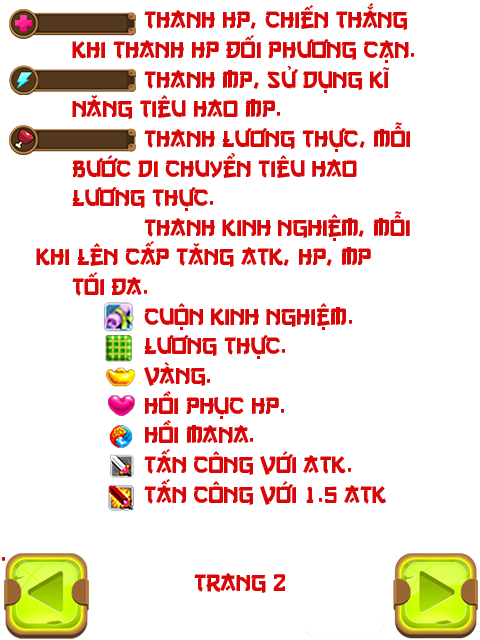 THANH HP, CHIẾN THẮNG
KHI THANH HP ĐỐI PHƯƠNG CẠN.
THANH MP, SỬ DỤNG KĨ
NĂNG TIÊU HAO MP.
THANH LƯƠNG THỰC, MỖI
BƯỚC DI CHUYỂN TIÊU HAO
LƯƠNG THỰC.
THANH KINH NGHIỆM, MỖI
KHI LÊN CẤP TĂNG ATK, HP, MP
TỐI ĐA.
CUỘN KINH NGHIỆM.
LƯƠNG THỰC.
VÀNG.
HỒI PHỤC HP.
HỒI MANA.
TẤN CÔNG VỚI ATK.
TẤN CÔNG VỚI 1.5 ATK
TRANG 2